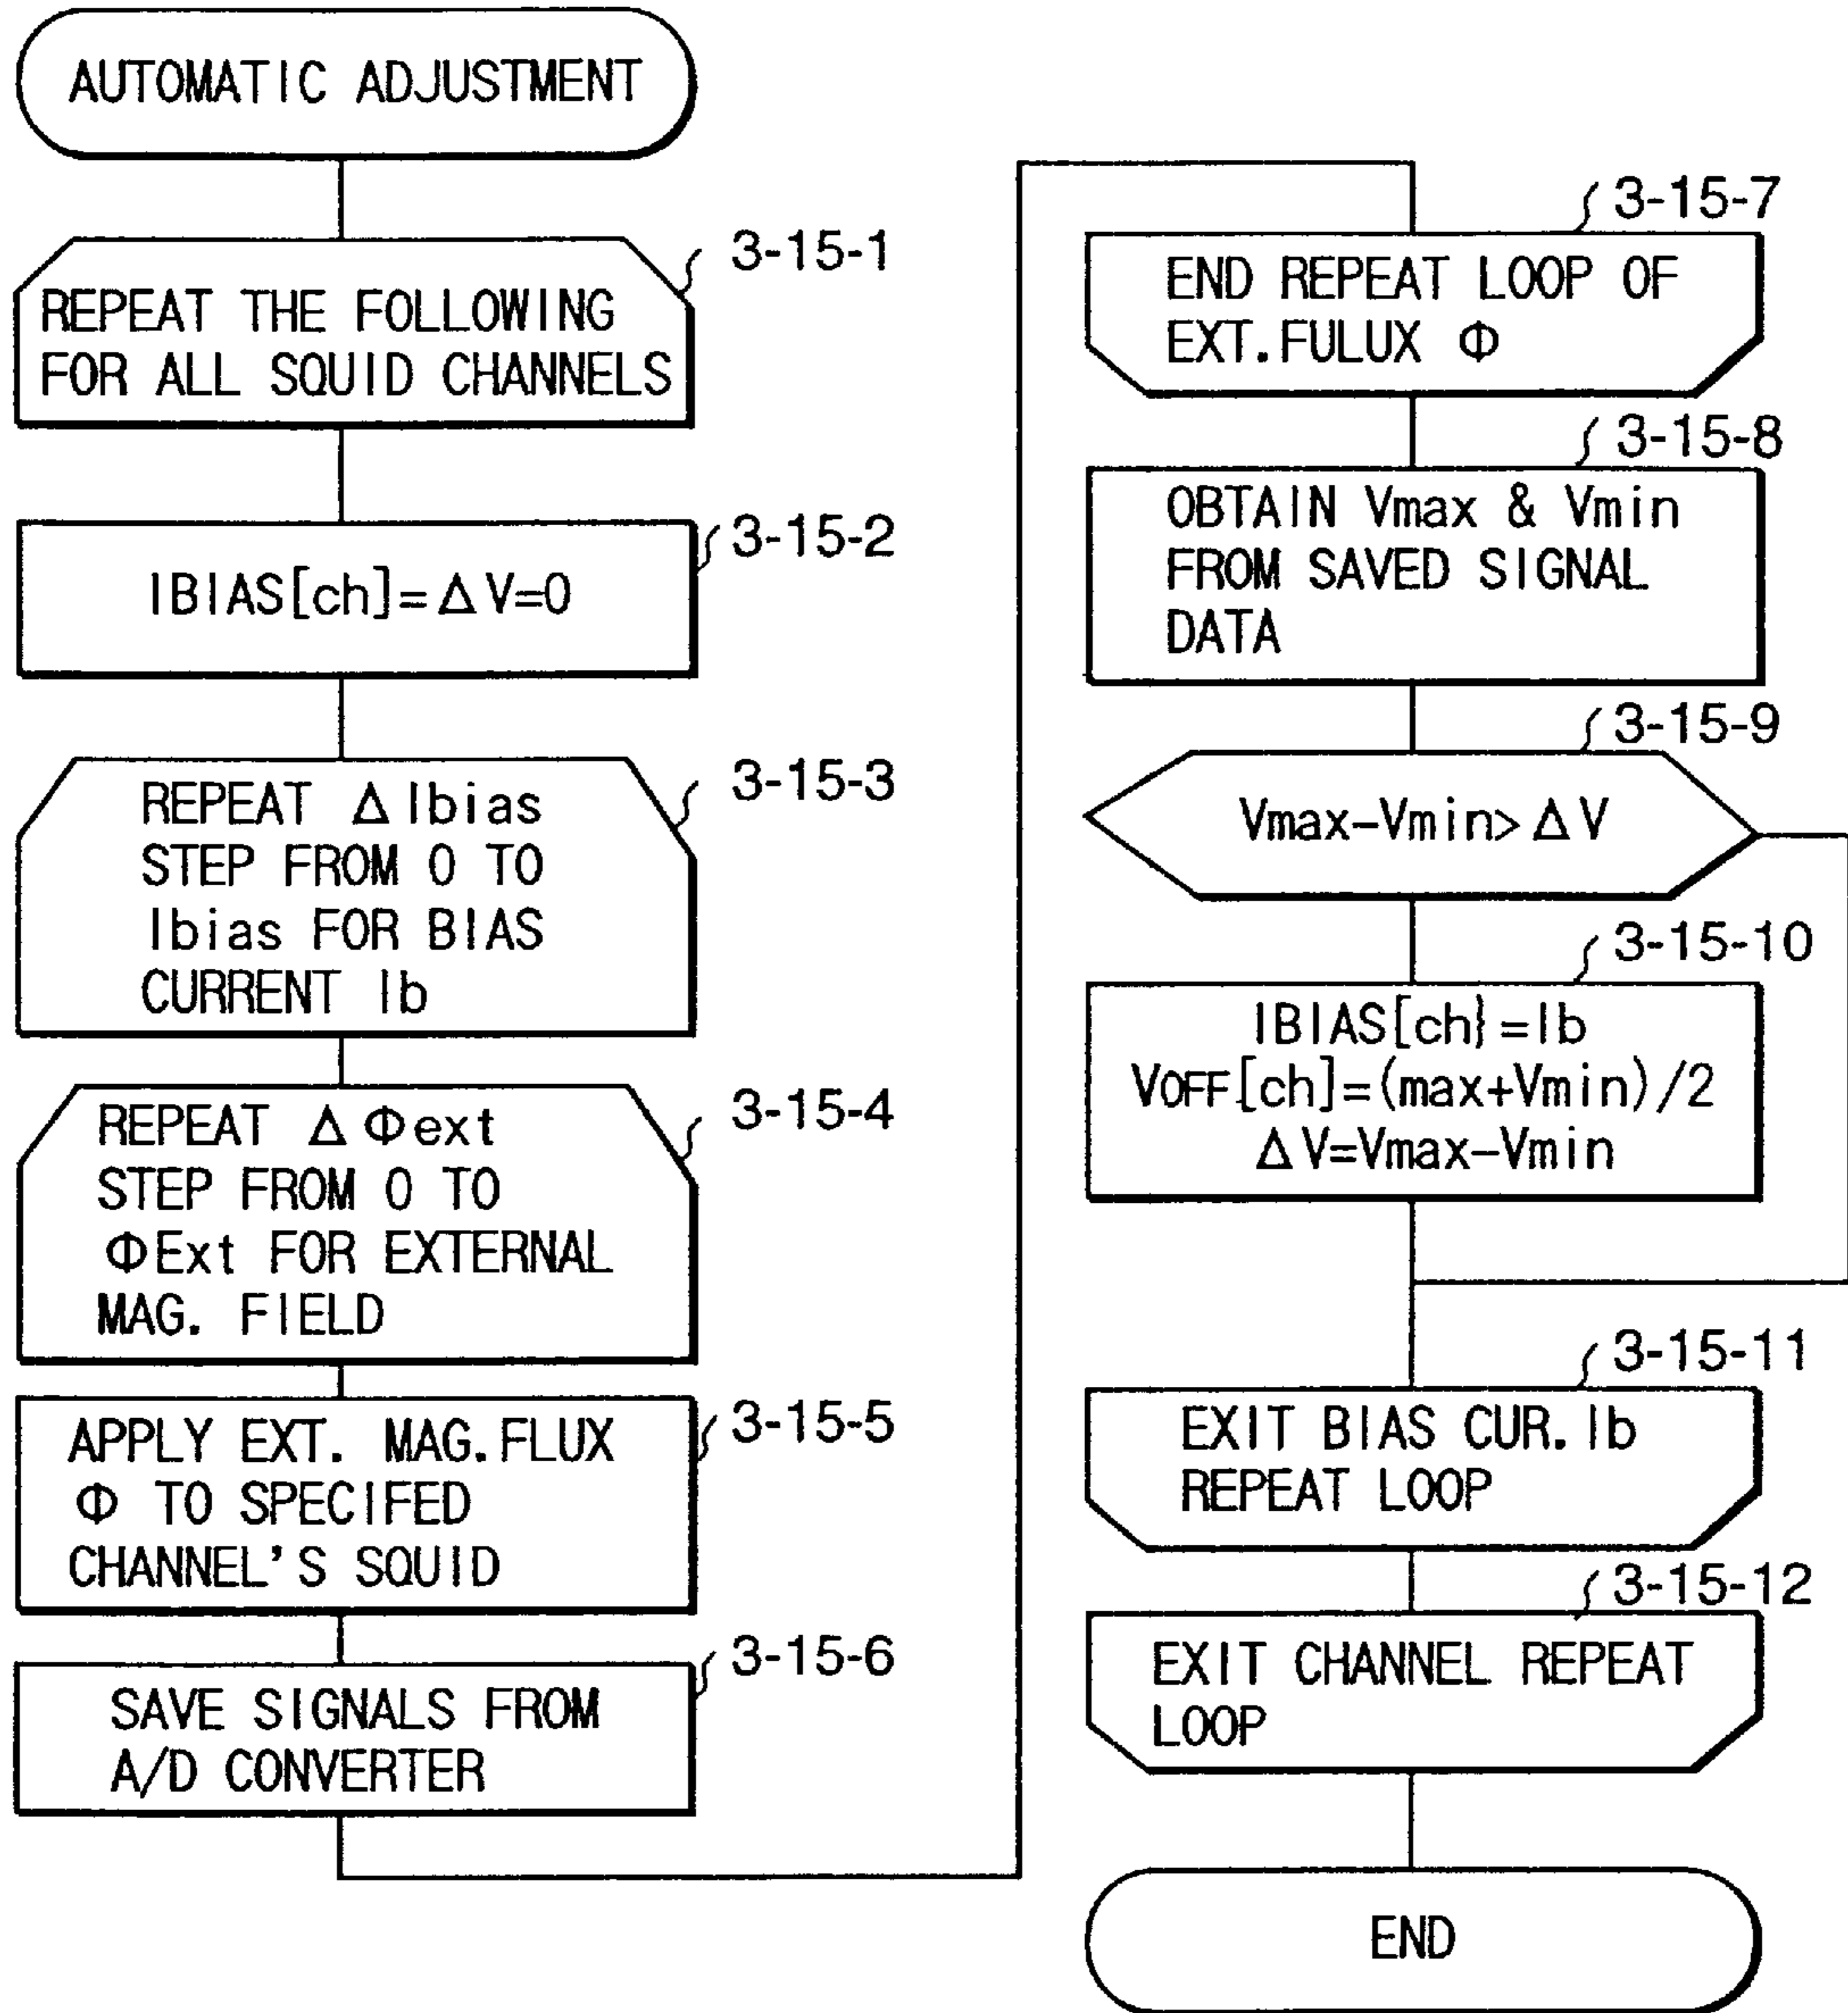 AUTOMATIC ADJUSTMENT
3-15-1
REPEAT THE FOLLOWING
FOR ALL SQUID CHANNELS
3-15-2
IBIAS[ch]=ΔV=0
3-15-3
REPEAT ΔIbias
STEP FROM 0 TO
Ibias FOR BIAS
CURRENT Ib
3-15-4
REPEAT ΔΦext
STEP FROM 0 TO
ΦExt FOR EXTERNAL
MAG. FIELD
3-15-5
APPLY EXT. MAG.FLUX
Φ TO SPECIFED
CHANNEL'S SQUID
3-15-6
SAVE SIGNALS FROM
A/D CONVERTER
3-15-7
END REPEAT LOOP OF
EXT.FULUX Φ
3-15-8
OBTAIN Vmax & Vmin
FROM SAVED SIGNAL
DATA
3-15-9
Vmax-Vmin>ΔV
3-15-10
IBIAS[ch}=Ib
VOFF[ch]=(max+Vmin)/2
ΔV=Vmax-Vmin
3-15-11
EXIT BIAS CUR.Ib
REPEAT LOOP
3-15-12
EXIT CHANNEL REPEAT
LOOP
END